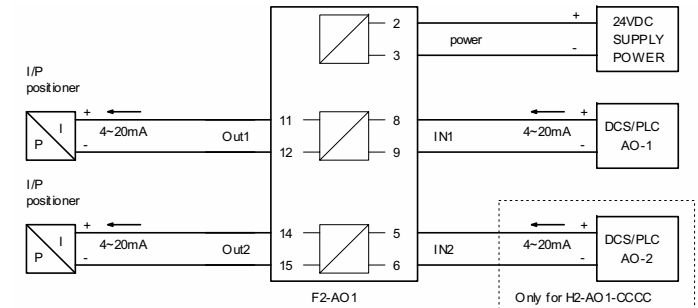 2
+
24VDC
SUPPLY
POWER
3
power
-
I/P
positioner
+
I
P
4~20mA
-
Out1
11
12
8
9
IN1
4~20mA
+
-
DCS/PLC
AO-1
I/P
positioner
+
I
P
4~20mA
-
Out2
14
15
5
6
IN2
4~20mA
+
-
DCS/PLC
AO-2
F2-AO1
Only for H2-AO1-CCCC